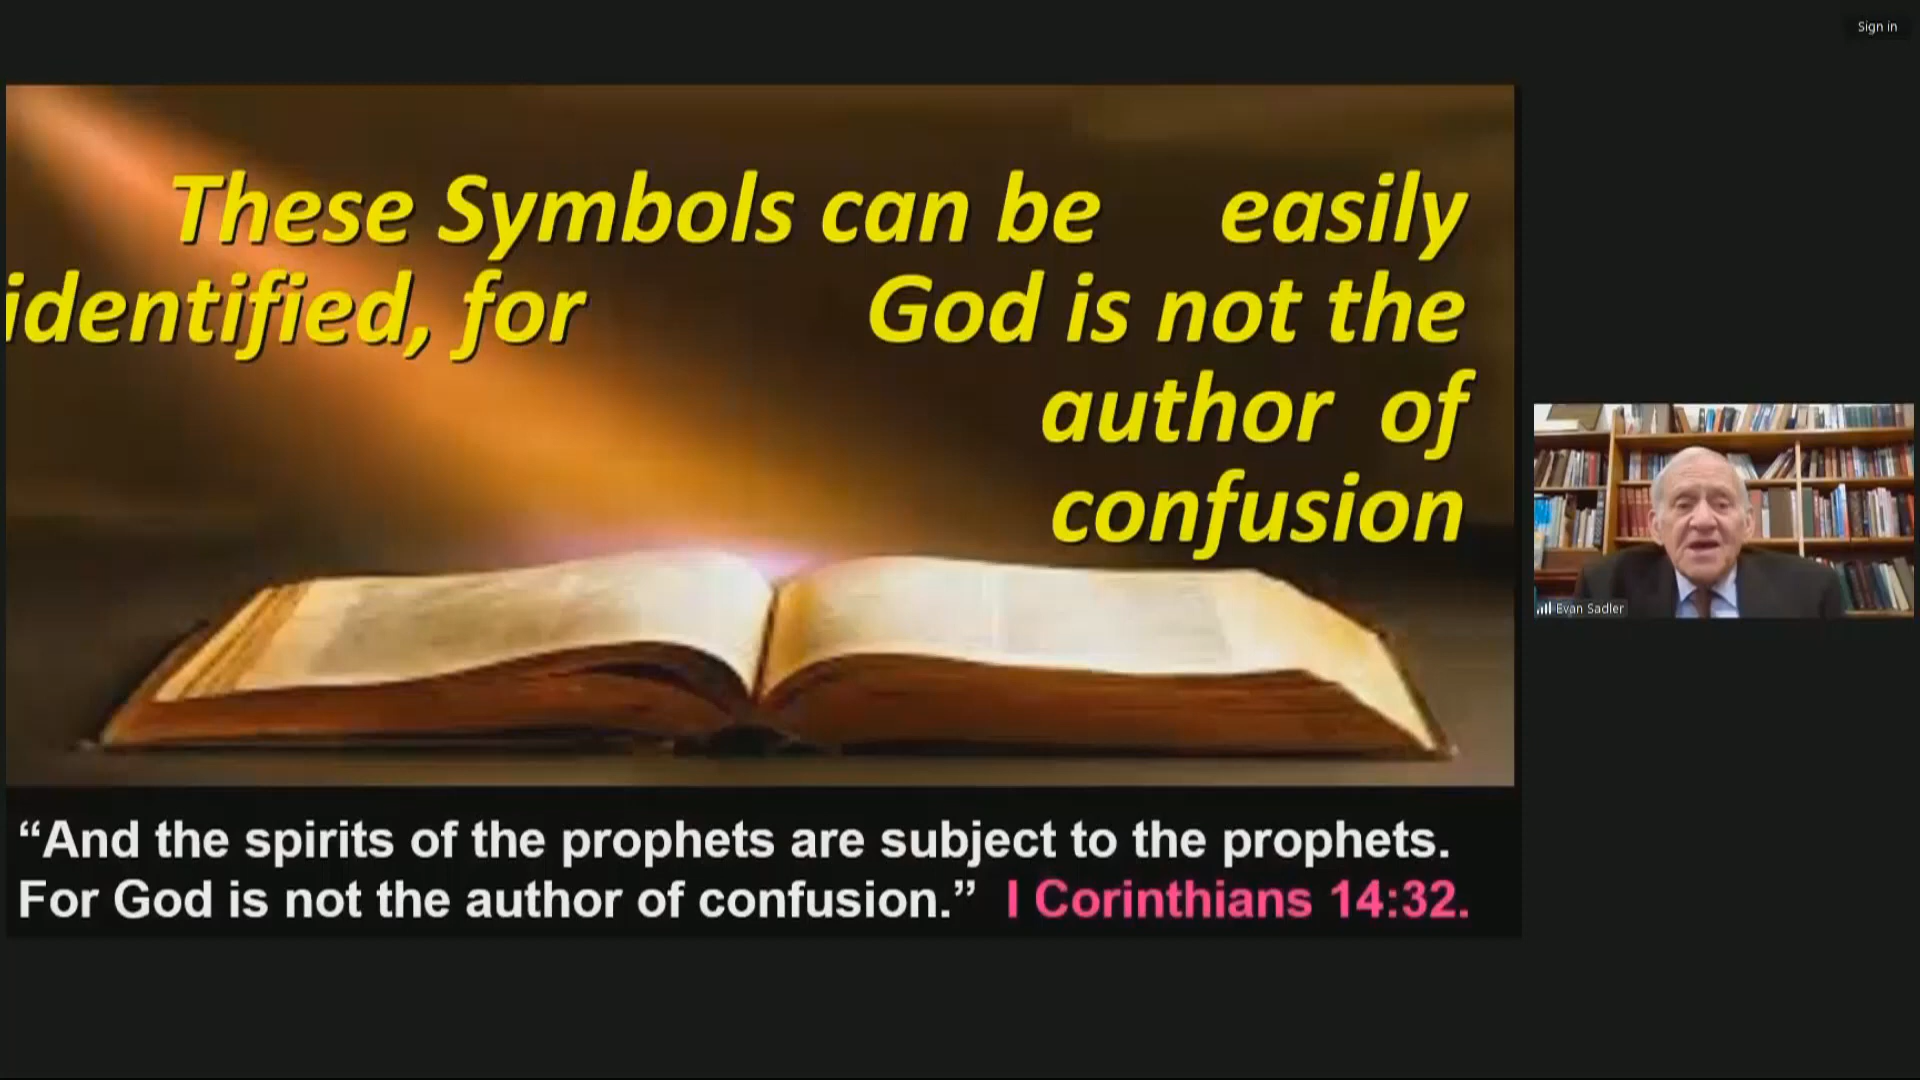 Sign in
These Symbols can be easily
identified, for God is not the
author of
confusion
“And the spirits of the prophets are subject to the prophets.
For God is not the author of confusion.” I Corinthians 14:32.
Evan Sadler